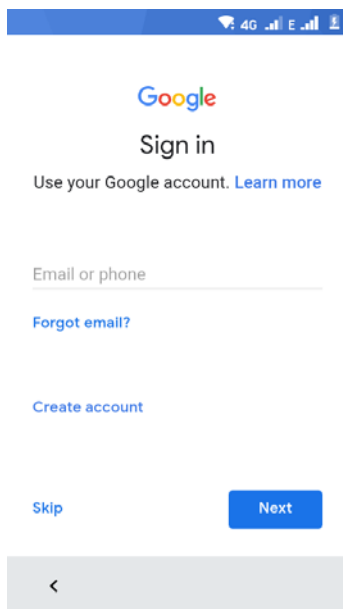 4G E
Google
Sign in
Use your Google account. Learn more
Email or phone
Forgot email?
Create account
Skip Next